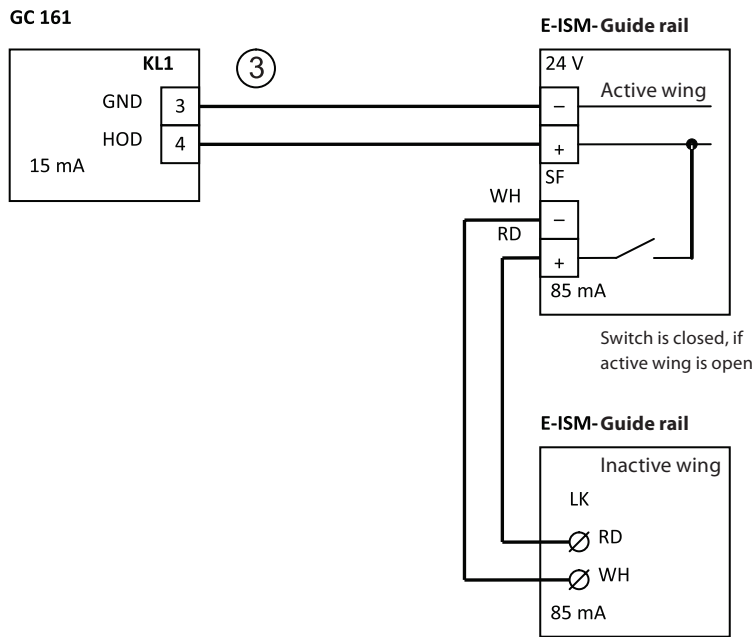 GC 161
KL1
GND 3
HOD 4
15 mA
3
E-ISM-Guide rail
24 V
Active wing
–
+
SF
WH –
RD +
85 mA
Switch is closed, if
active wing is open
E-ISM-Guide rail
Inactive wing
LK
RD
WH
85 mA